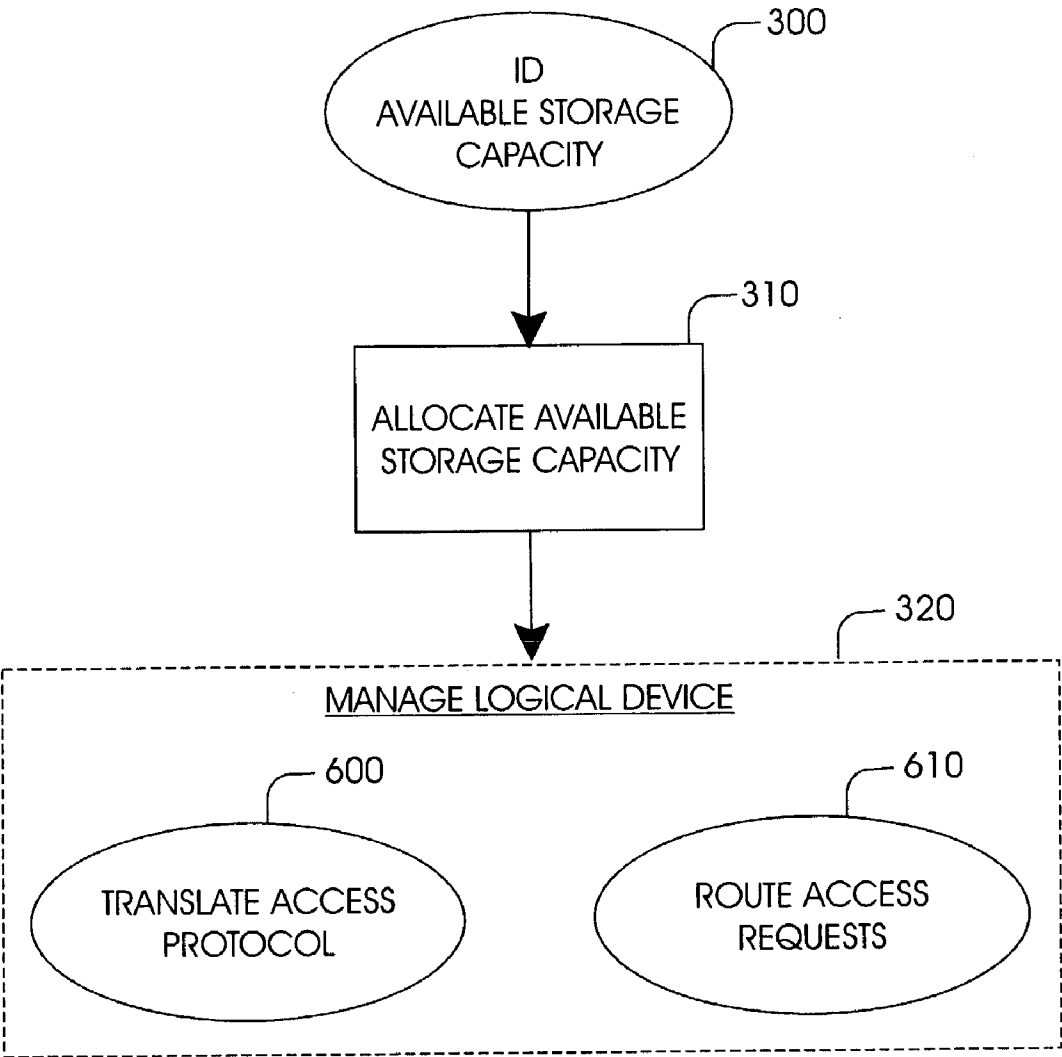 300
ID
AVAILABLE STORAGE
CAPACITY
310
ALLOCATE AVAILABLE
STORAGE CAPACITY
320
MANAGE LOGICAL DEVICE
600
TRANSLATE ACCESS
PROTOCOL
610
ROUTE ACCESS
REQUESTS